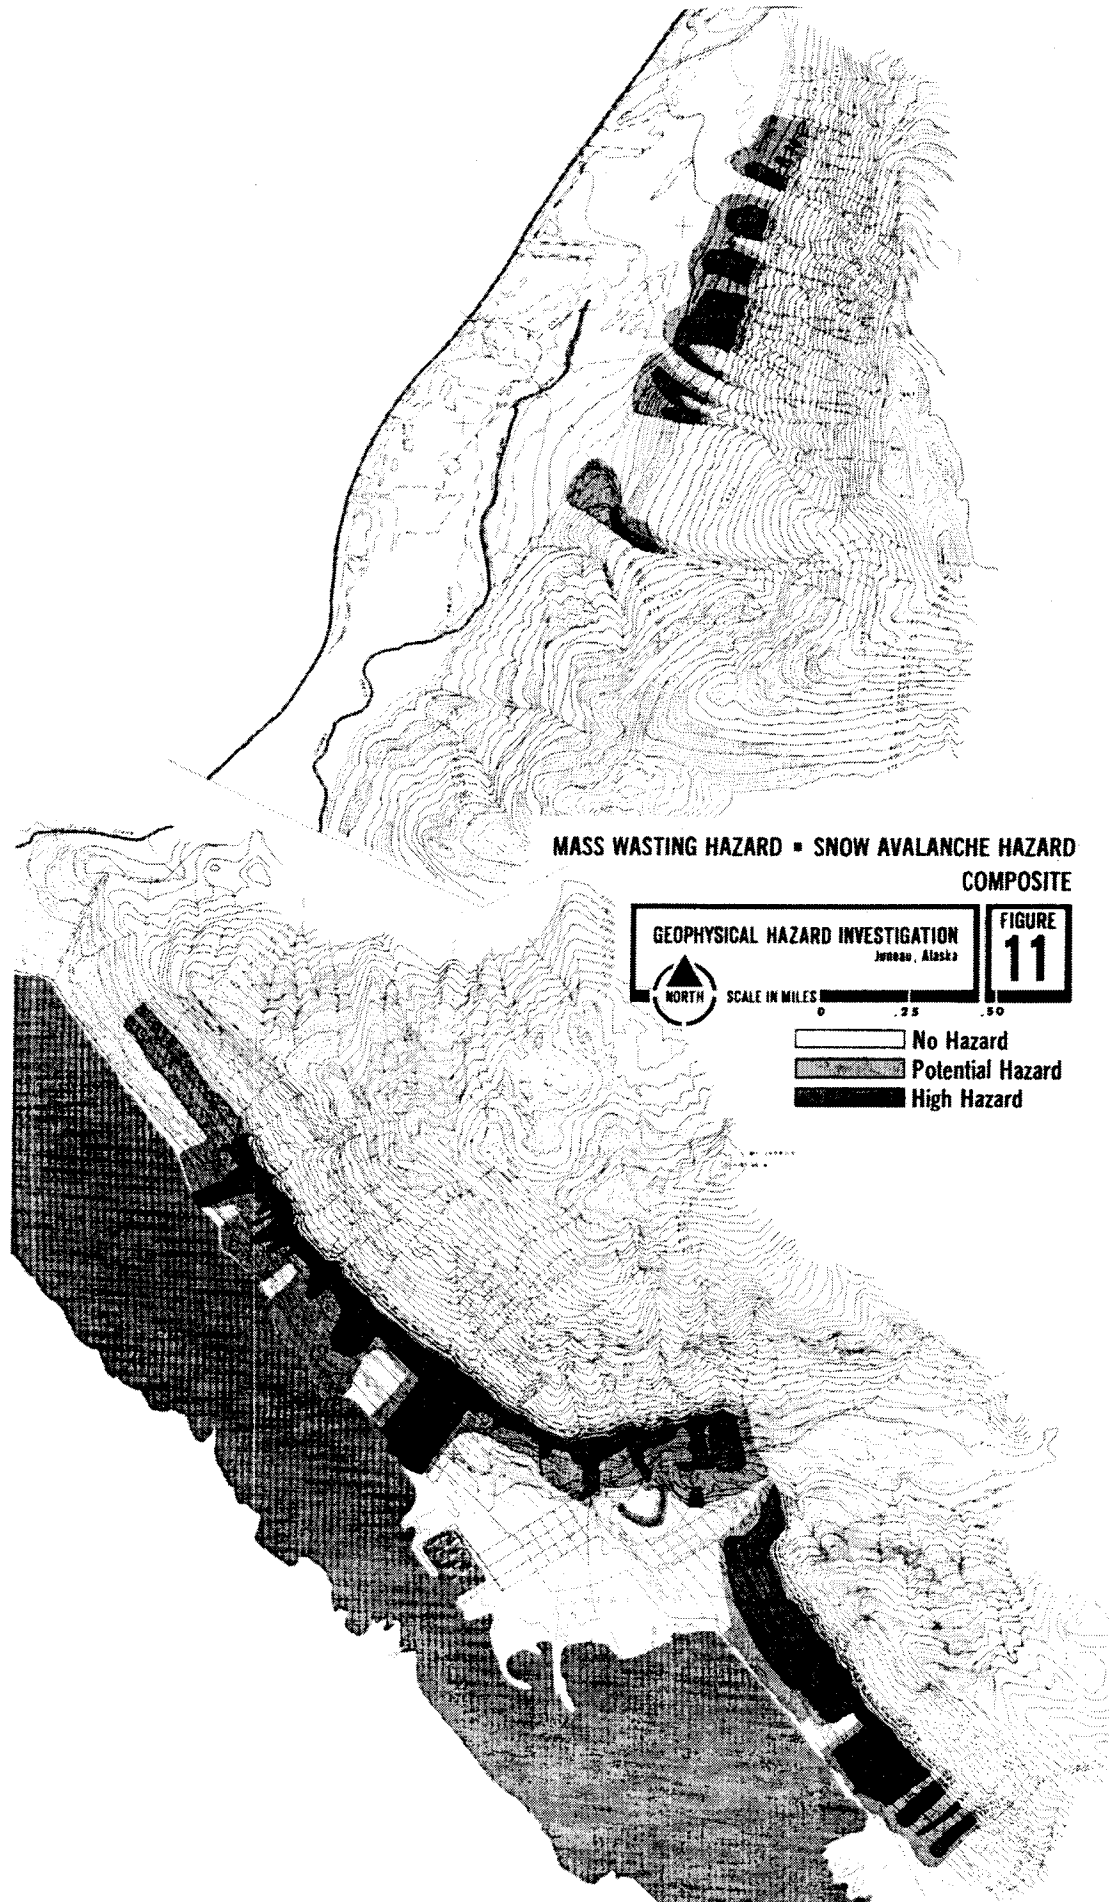 MASS WASTING HAZARD ▪ SNOW AVALANCHE HAZARD
COMPOSITE
GEOPHYSICAL HAZARD INVESTIGATION
Juneau, Alaska
FIGURE
11
NORTH
SCALE IN MILES
0 .25 .50
No Hazard
Potential Hazard
High Hazard